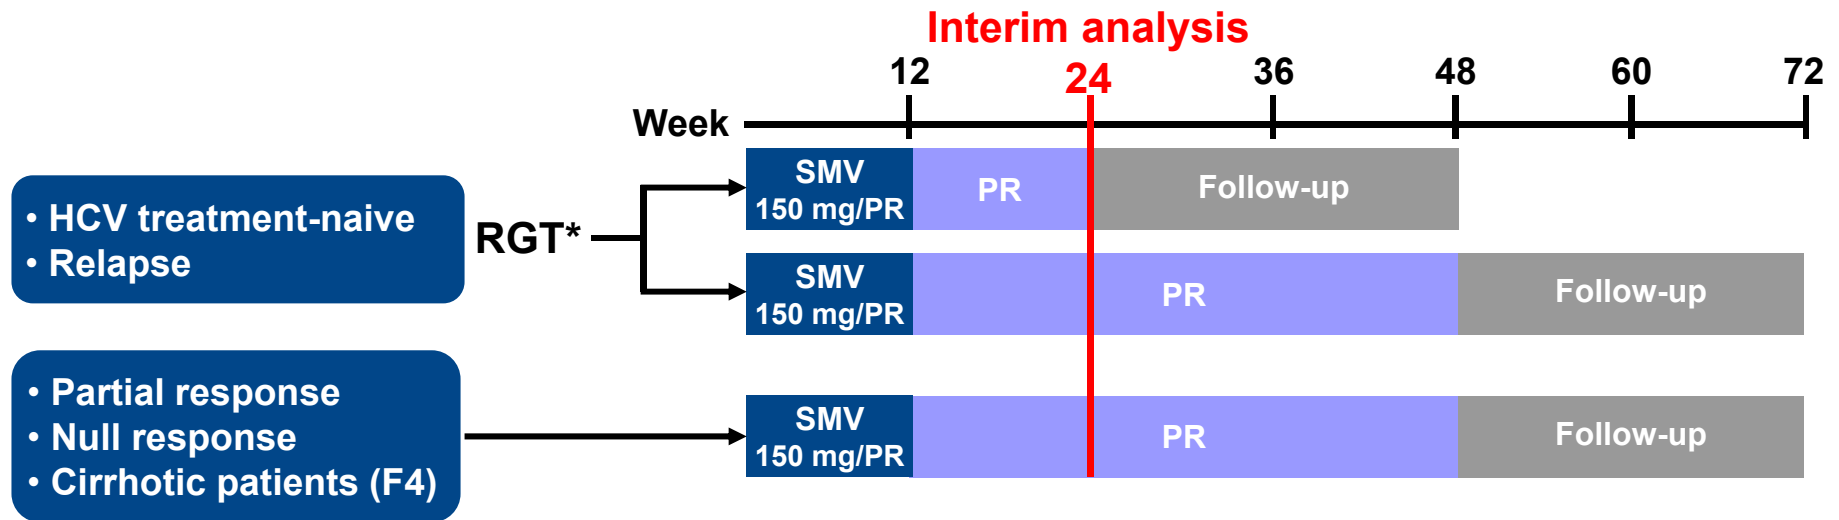 Interim analysis
12 24 36 48 60 72
Week
• HCV treatment-naive
• Relapse
RGT*
SMV
150 mg/PR
PR
Follow-up
SMV
150 mg/PR
PR
Follow-up
• Partial response
• Null response
• Cirrhotic patients (F4)
SMV
150 mg/PR
PR
Follow-up